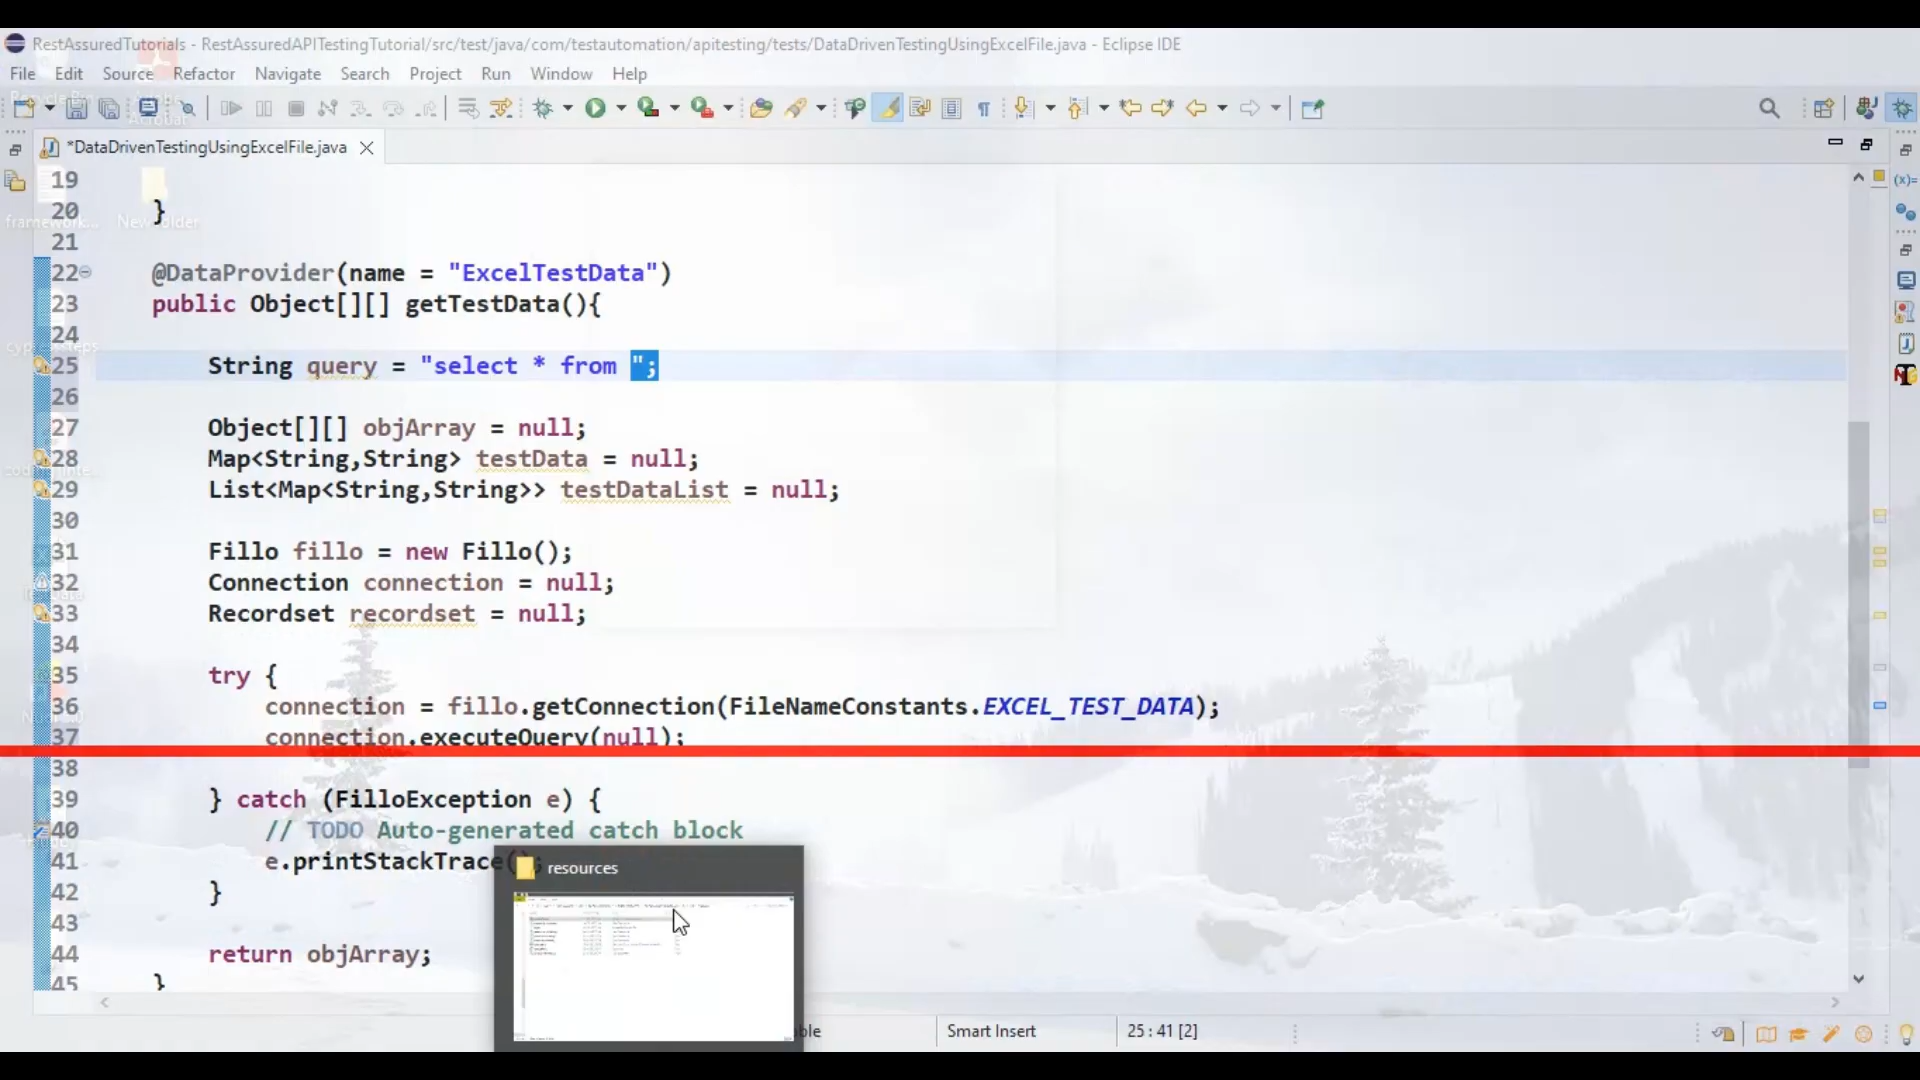 RestAssuredTutorials - RestAssuredAPITestingTutorial/src/test/java/com/testautomation/apitesting/tests/DataDrivenTestingUsingExcelFile.java - Eclipse IDE
File Edit Source Refactor Navigate Search Project Run Window Help
*DataDrivenTestingUsingExcelFile.java
19
20 }
21
22 @DataProvider(name = "ExcelTestData")
23 public Object[][] getTestData(){
24
25 String query = "select * from ";
26
27 Object[][] objArray = null;
28 Map<String,String> testData = null;
29 List<Map<String,String>> testDataList = null;
30
31 Fillo fillo = new Fillo();
32 Connection connection = null;
33 Recordset recordset = null;
34
35 try {
36 connection = fillo.getConnection(FileNameConstants.EXCEL_TEST_DATA);
37 connection.executeQuery(null);
38
39 } catch (FilloException e) {
40 // TODO Auto-generated catch block
41 e.printStackTrace();
42 }
43
44 return objArray;
45 }
resources
Smart Insert 25 : 41 [2]
New folder